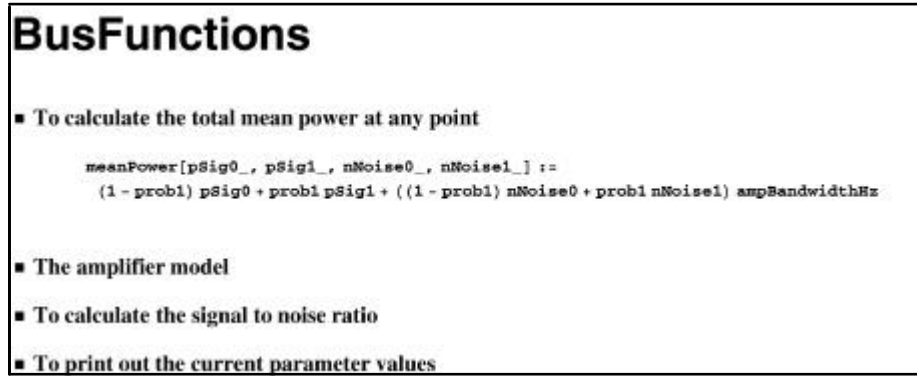 BusFunctions
■ To calculate the total mean power at any point
meanPower[pSig0_, pSig1_, nNoise0_, nNoise1_] :=
(1 - prob1) pSig0 + prob1 pSig1 + ((1 - prob1) nNoise0 + prob1 nNoise1) ampBandwidthHz
■ The amplifier model
■ To calculate the signal to noise ratio
■ To print out the current parameter values